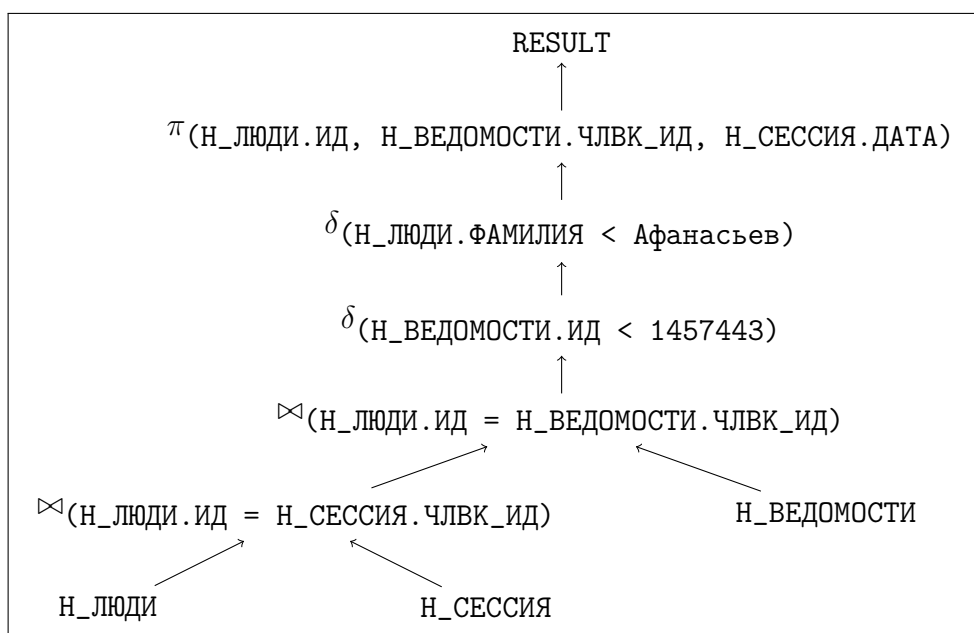 RESULT
π(Н_ЛЮДИ.ИД, Н_ВЕДОМОСТИ.ЧЛВК_ИД, Н_СЕССИЯ.ДАТА)
δ(Н_ЛЮДИ.ФАМИЛИЯ < Афанасьев)
δ(Н_ВЕДОМОСТИ.ИД < 1457443)
⋈(Н_ЛЮДИ.ИД = Н_ВЕДОМОСТИ.ЧЛВК_ИД)
⋈(Н_ЛЮДИ.ИД = Н_СЕССИЯ.ЧЛВК_ИД) Н_ВЕДОМОСТИ
Н_ЛЮДИ Н_СЕССИЯ